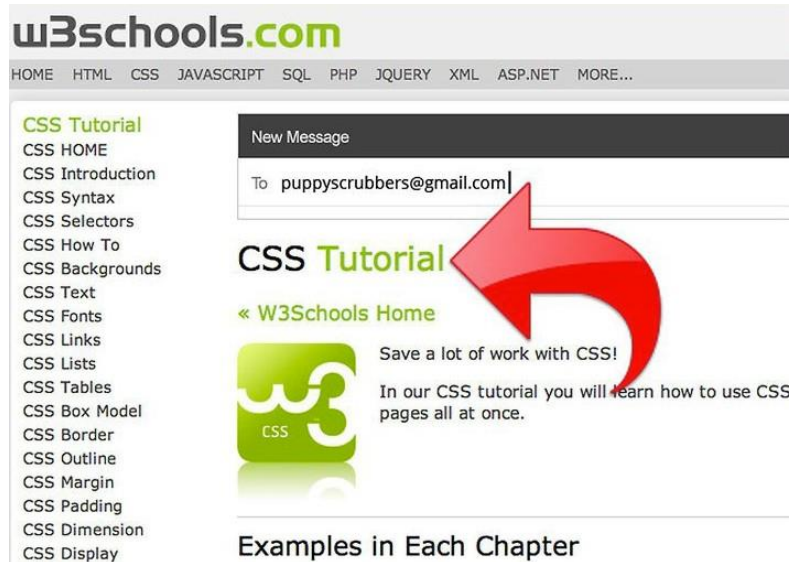 w3schools.com
HOME HTML CSS JAVASCRIPT SQL PHP JQUERY XML ASP.NET MORE...
CSS Tutorial
CSS HOME
CSS Introduction
CSS Syntax
CSS Selectors
CSS How To
CSS Backgrounds
CSS Text
CSS Fonts
CSS Links
CSS Lists
CSS Tables
CSS Box Model
CSS Border
CSS Outline
CSS Margin
CSS Padding
CSS Dimension
CSS Display
New Message
To puppyscrubbers@gmail.com
CSS Tutorial
« W3Schools Home
w3
CSS
Save a lot of work with CSS!
In our CSS tutorial you will learn how to use CSS
pages all at once.
Examples in Each Chapter